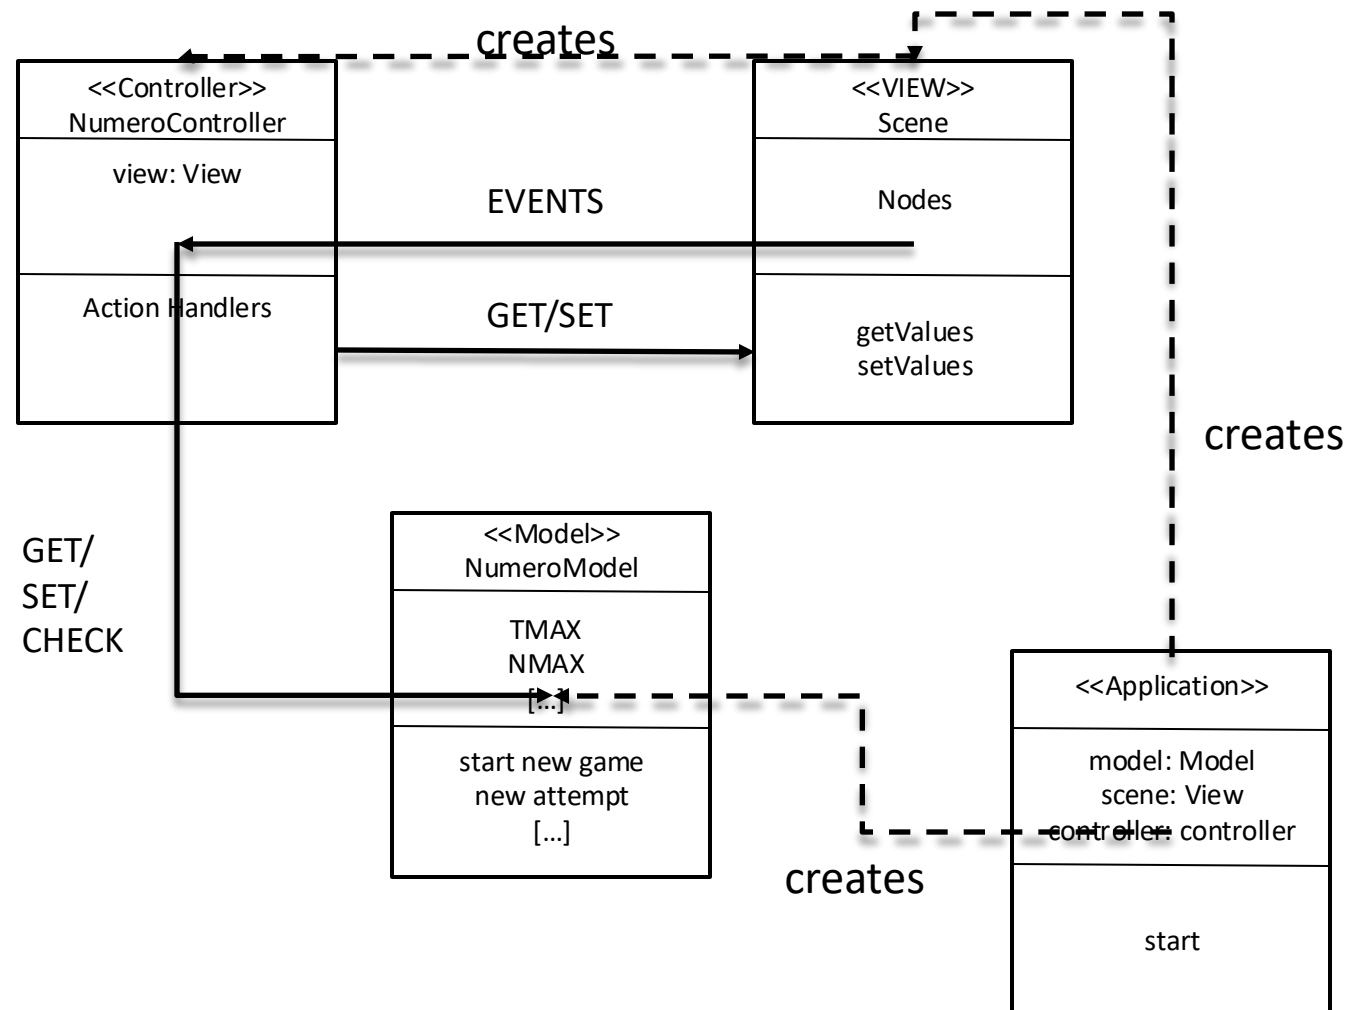 creates
<<Controller>>
NumeroController
view: View
Action Handlers
EVENTS
GET/SET
<<VIEW>>
Scene
Nodes
getValues
setValues
creates
GET/
SET/
CHECK
<<Model>>
NumeroModel
TMAX
NMAX
[...]
start new game
new attempt
[...]
creates
<<Application>>
model: Model
scene: View
controller: controller
start